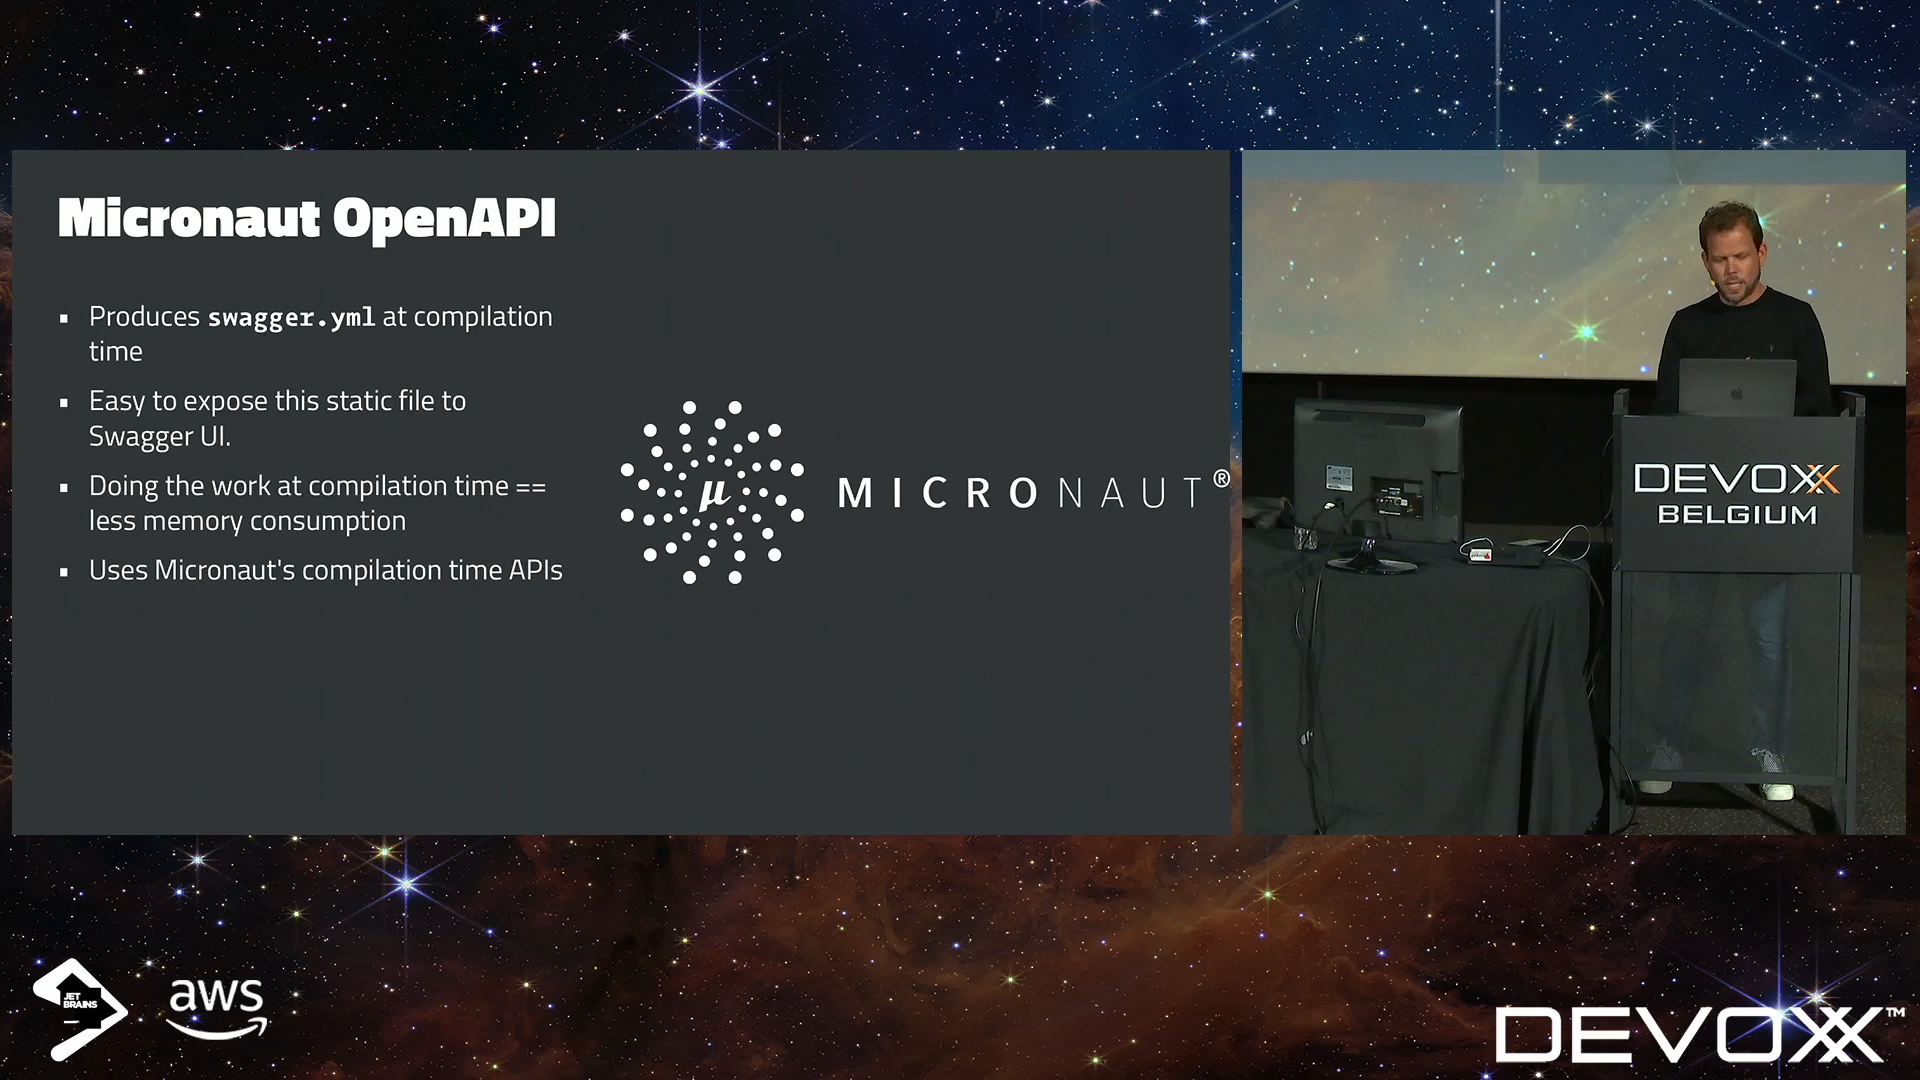 Micronaut OpenAPI
▪ Produces swagger.yml at compilation
time
▪ Easy to expose this static file to
Swagger UI.
▪ Doing the work at compilation time ==
less memory consumption
▪ Uses Micronaut's compilation time APIs
μ
MICRONAUT®
DEVOXX
BELGIUM
JET
BRAINS
aws
DEVOXX™